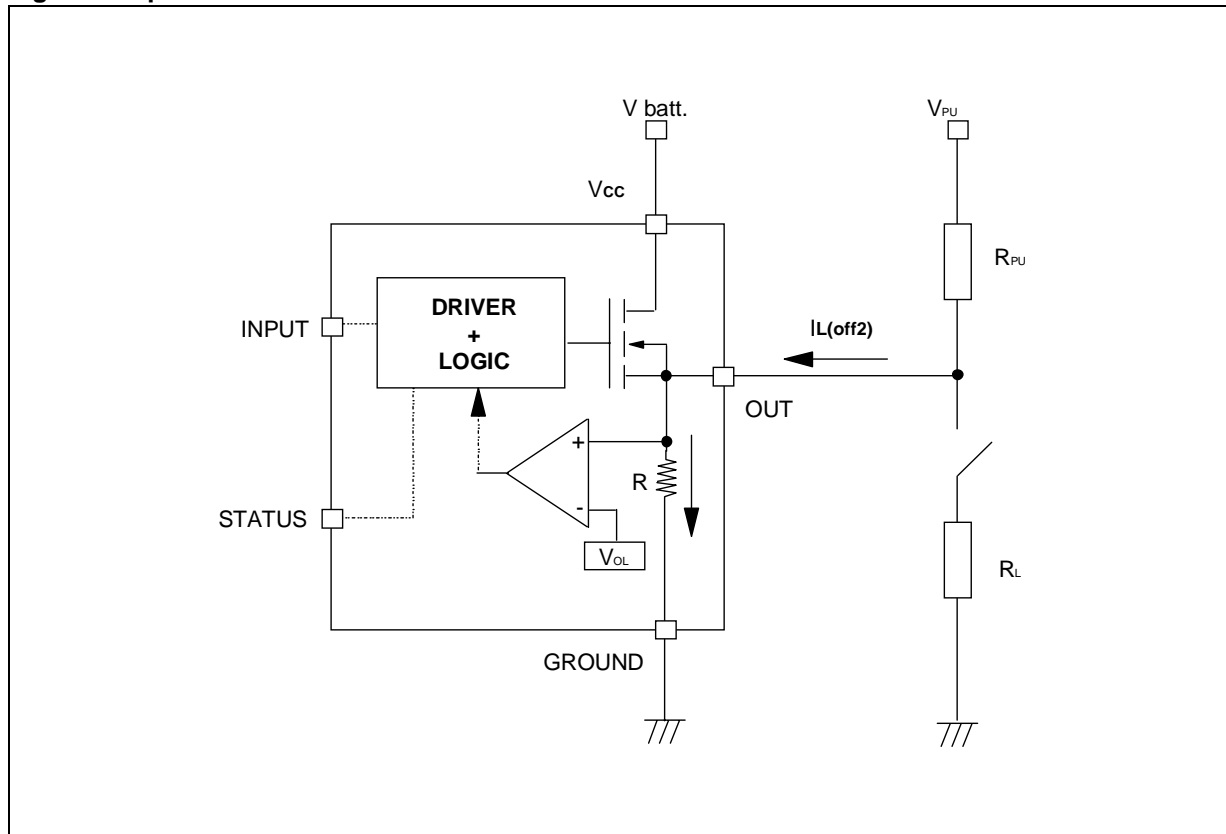 V batt.
VPU
Vcc
RPU
DRIVER
+
LOGIC
INPUT
IL(off2)
OUT
+
R
-
STATUS
VOL
RL
GROUND